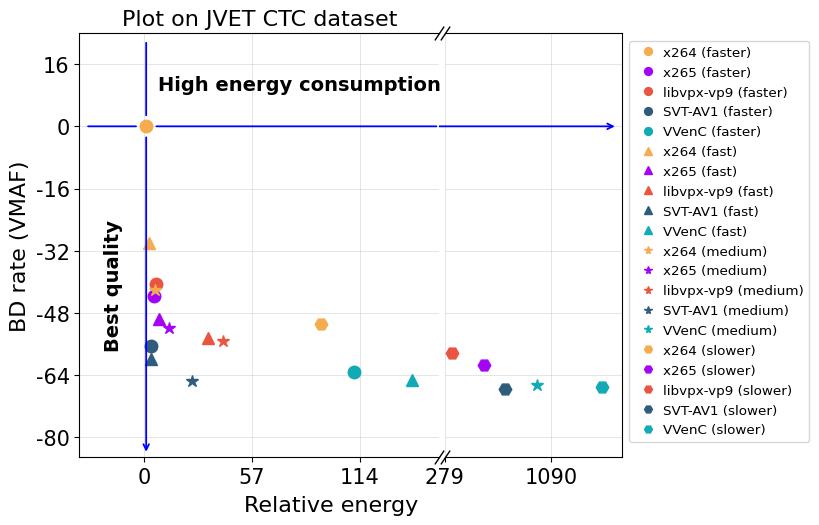 Plot on JVET CTC dataset
High energy consumption
Best quality
BD rate (VMAF)
16
0
-16
-32
-48
-64
-80
0
57
114
279
1090
Relative energy
x264 (faster)
x265 (faster)
libvpx-vp9 (faster)
SVT-AV1 (faster)
VVenC (faster)
x264 (fast)
x265 (fast)
libvpx-vp9 (fast)
SVT-AV1 (fast)
VVenC (fast)
x264 (medium)
x265 (medium)
libvpx-vp9 (medium)
SVT-AV1 (medium)
VVenC (medium)
x264 (slower)
x265 (slower)
libvpx-vp9 (slower)
SVT-AV1 (slower)
VVenC (slower)